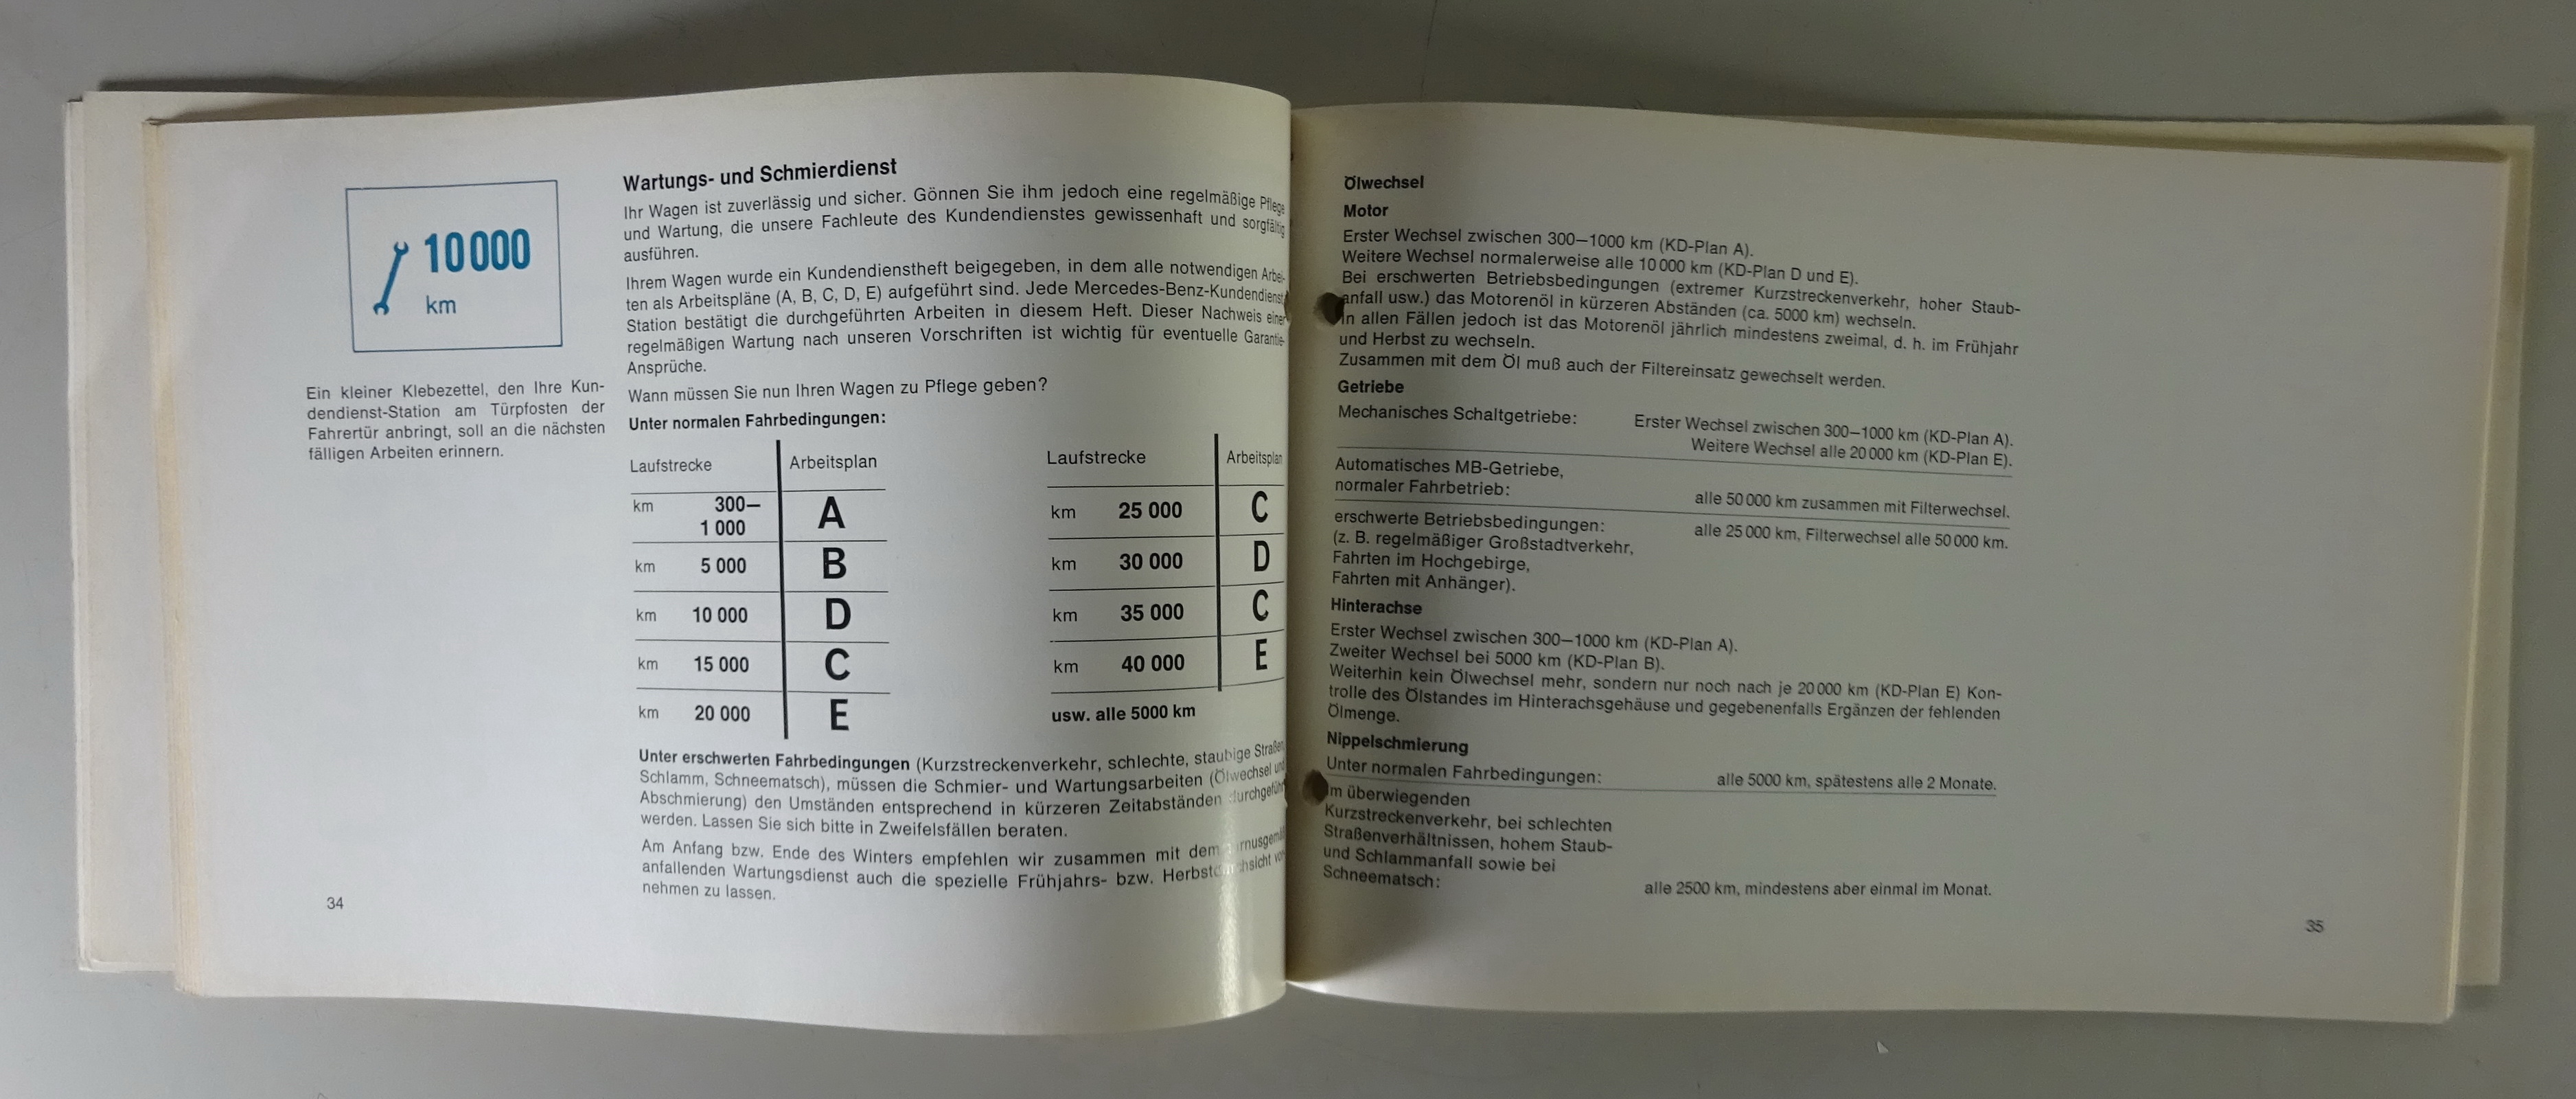 10000
km
Ein kleiner Klebezettel, den Ihre Kun-
dendienst-Station am Türpfosten der
Fahrertür anbringt, soll an die nächsten
fälligen Arbeiten erinnern.
34
Wartungs- und Schmierdienst
Ihr Wagen ist zuverlässig und sicher. Gönnen Sie ihm jedoch eine regelmäßige Pflege
und Wartung, die unsere Fachleute des Kundendienstes gewissenhaft und sorgfältig
ausführen.
Ihrem Wagen wurde ein Kundendienstheft beigegeben, in dem alle notwendigen Arbei-
ten als Arbeitspläne (A, B, C, D, E) aufgeführt sind. Jede Mercedes-Benz-Kundendienst
Station bestätigt die durchgeführten Arbeiten in diesem Heft. Dieser Nachweis einer
regelmäßigen Wartung nach unseren Vorschriften ist wichtig für eventuelle Garantie-
Ansprüche.
Wann müssen Sie nun Ihren Wagen zu Pflege geben?
Unter normalen Fahrbedingungen:
Laufstrecke Arbeitsplan
km 300–
1 000 A
km 5 000 B
km 10 000 D
km 15 000 C
km 20 000 E
Laufstrecke Arbeitsplan
km 25 000 C
km 30 000 D
km 35 000 C
km 40 000 E
usw. alle 5000 km
Unter erschwerten Fahrbedingungen (Kurzstreckenverkehr, schlechte, staubige Straßen
Schlamm, Schneematsch), müssen die Schmier- und Wartungsarbeiten (Ölwechsel und
Abschmierung) den Umständen entsprechend in kürzeren Zeitabständen durchgeführt
werden. Lassen Sie sich bitte in Zweifelsfällen beraten.
Am Anfang bzw. Ende des Winters empfehlen wir zusammen mit dem
anfallenden Wartungsdienst auch die spezielle Frühjahrs- bzw.
nehmen zu lassen.
Ölwechsel
Motor
Erster Wechsel zwischen 300–1000 km (KD-Plan A).
Weitere Wechsel normalerweise alle 10 000 km (KD-Plan D und E).
Bei erschwerten Betriebsbedingungen (extremer Kurzstreckenverkehr, hoher Staub-
anfall usw.) das Motorenöl in kürzeren Abständen (ca. 5000 km) wechseln.
In allen Fällen jedoch ist das Motorenöl jährlich mindestens zweimal, d. h. im Frühjahr
und Herbst zu wechseln.
Zusammen mit dem Öl muß auch der Filtereinsatz gewechselt werden.
Getriebe
Mechanisches Schaltgetriebe: Erster Wechsel zwischen 300–1000 km (KD-Plan A).
Weitere Wechsel alle 20 000 km (KD-Plan E).
Automatisches MB-Getriebe,
normaler Fahrbetrieb: alle 50 000 km zusammen mit Filterwechsel.
erschwerte Betriebsbedingungen: alle 25 000 km, Filterwechsel alle 50 000 km.
(z. B. regelmäßiger Großstadtverkehr,
Fahrten im Hochgebirge,
Fahrten mit Anhänger).
Hinterachse
Erster Wechsel zwischen 300–1000 km (KD-Plan A).
Zweiter Wechsel bei 5000 km (KD-Plan B).
Weiterhin kein Ölwechsel mehr, sondern nur noch nach je 20 000 km (KD-Plan E) Kon-
trolle des Ölstandes im Hinterachsgehäuse und gegebenenfalls Ergänzen der fehlenden
Ölmenge.
Nippelschmierung
Unter normalen Fahrbedingungen: alle 5000 km, spätestens alle 2 Monate.
Im überwiegenden
Kurzstreckenverkehr, bei schlechten
Straßenverhältnissen, hohem Staub-
und Schlammanfall sowie bei
Schneematsch: alle 2500 km, mindestens aber einmal im Monat.
35